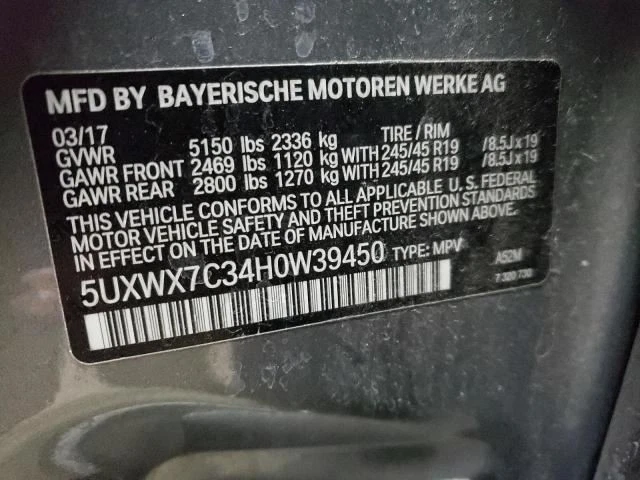 MFD BY BAYERISCHE MOTOREN WERKE AG
03/17 TIRE / RIM
GVWR 5150 lbs 2336 kg
GAWR FRONT 2469 lbs 1120 kg WITH 245/45 R19 /8.5J x 19
GAWR REAR 2800 lbs 1270 kg WITH 245/45 R19 /8.5J x 19
THIS VEHICLE CONFORMS TO ALL APPLICABLE U.S. FEDERAL
MOTOR VEHICLE SAFETY AND THEFT PREVENTION STANDARDS
IN EFFECT ON THE DATE OF MANUFACTURE SHOWN ABOVE.
5UXWX7C34H0W39450 TYPE: MPV A52M
7 320 730